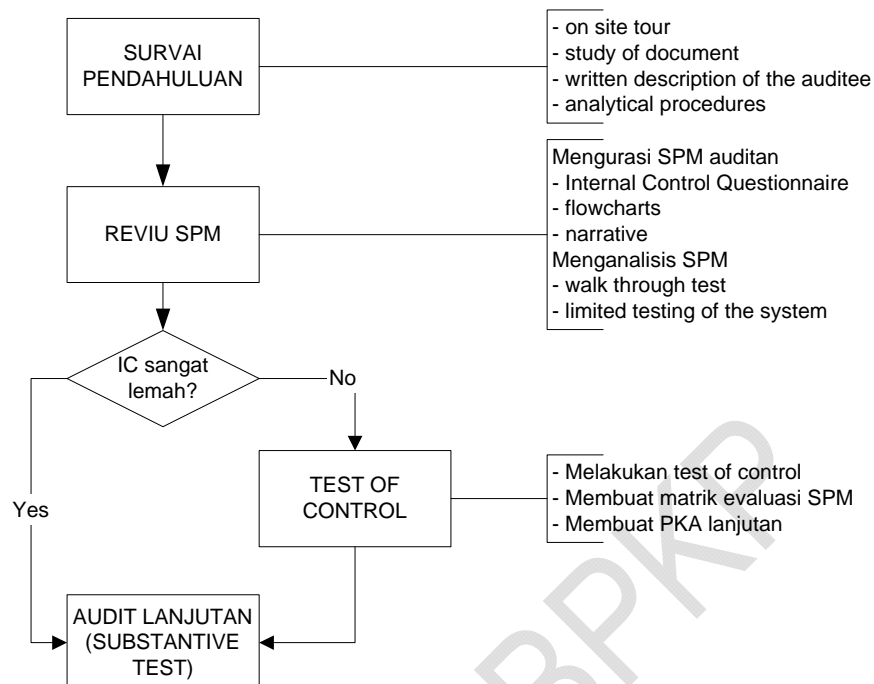 SURVAI
PENDAHULUAN
- on site tour
- study of document
- written description of the auditee
- analytical procedures
REVIU SPM
Mengurasi SPM auditan
- Internal Control Questionnaire
- flowcharts
- narrative
Menganalisis SPM
- walk through test
- limited testing of the system
IC sangat
lemah?
No
Yes
TEST OF
CONTROL
- Melakukan test of control
- Membuat matrik evaluasi SPM
- Membuat PKA lanjutan
AUDIT LANJUTAN
(SUBSTANTIVE
TEST)
BPKP